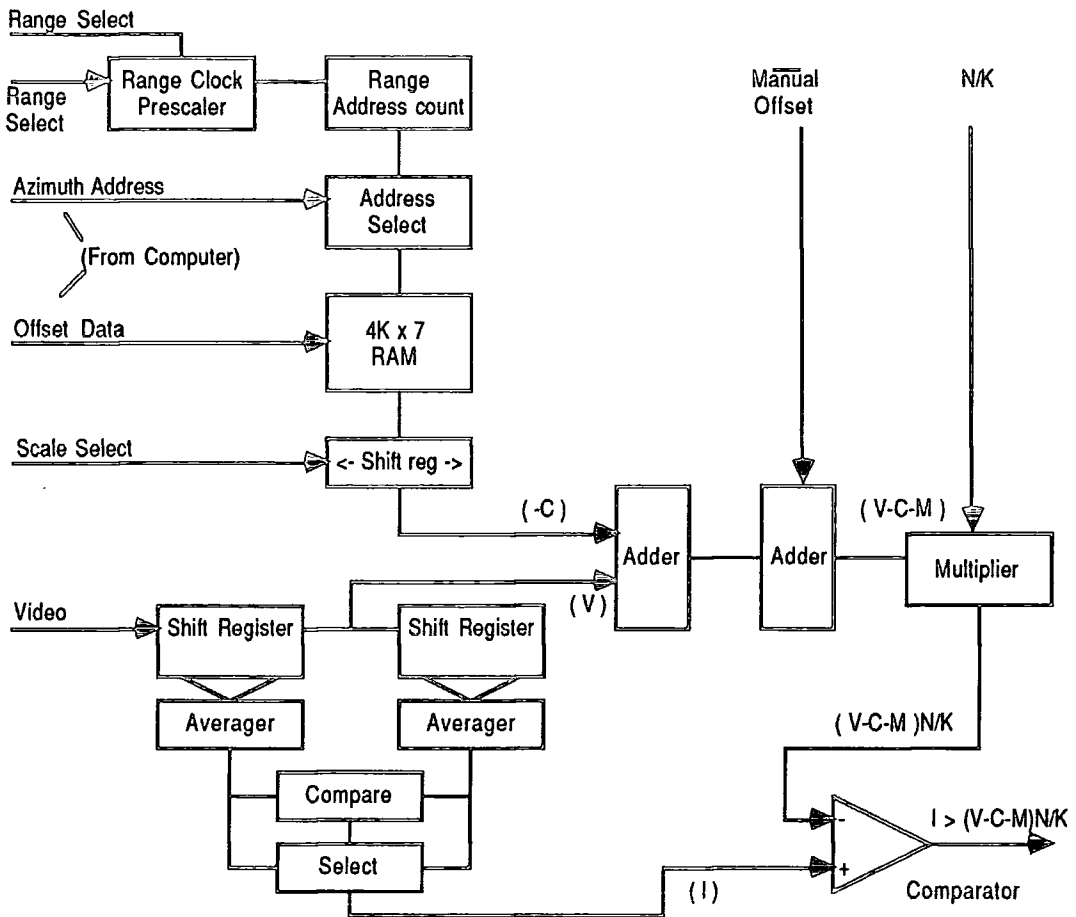 Range Select
Range
Select
Range Clock
Prescaler
Range
Address count
Manual
Offset
N/K
Azimuth Address
Address
Select
(From Computer)
Offset Data
4K x 7
RAM
Scale Select
<- Shift reg ->
( -C )
( V-C-M )
Adder
Adder
Multiplier
( V )
Video
Shift Register
Shift Register
Averager
Averager
( V-C-M )N/K
Compare
Select
-
+
I > (V-C-M)N/K
( I )
Comparator